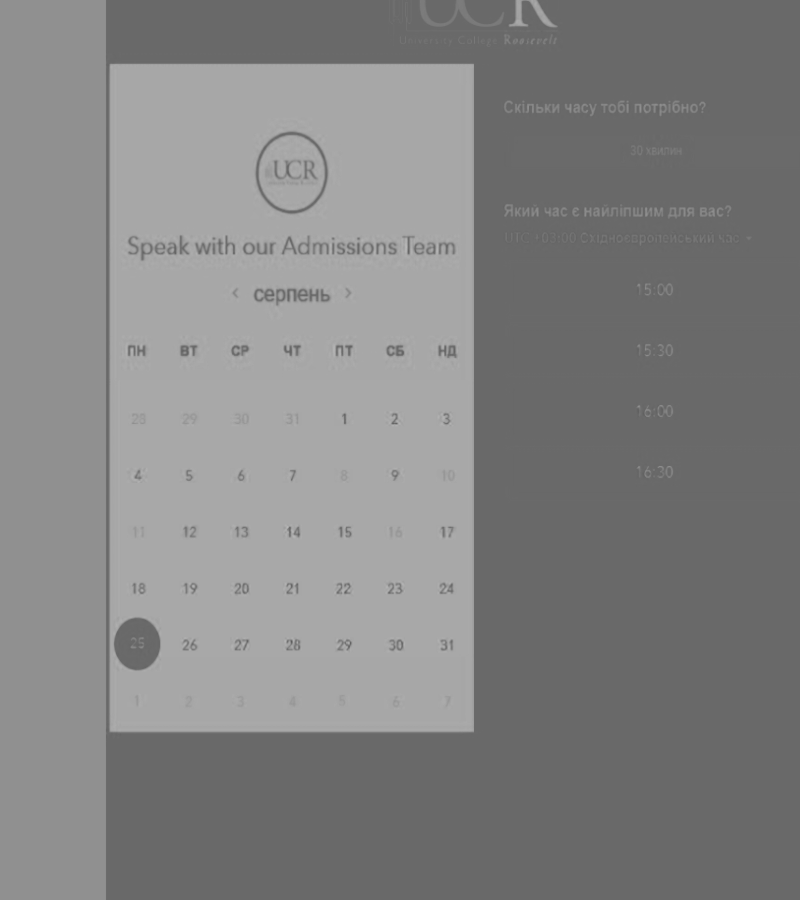 UCR
University College Roosevelt
UCR
Speak with our Admissions Team
‹ серпень ›
ПН ВТ СР ЧТ ПТ СБ НД
28 29 30 31 1 2 3
4 5 6 7 8 9 10
11 12 13 14 15 16 17
18 19 20 21 22 23 24
25 26 27 28 29 30 31
1 2 3 4 5 6 7
Скільки часу тобі потрібно?
30 хвилин
Який час є найліпшим для вас?
UTC +03:00 Східноєвропейський час
15:00
15:30
16:00
16:30